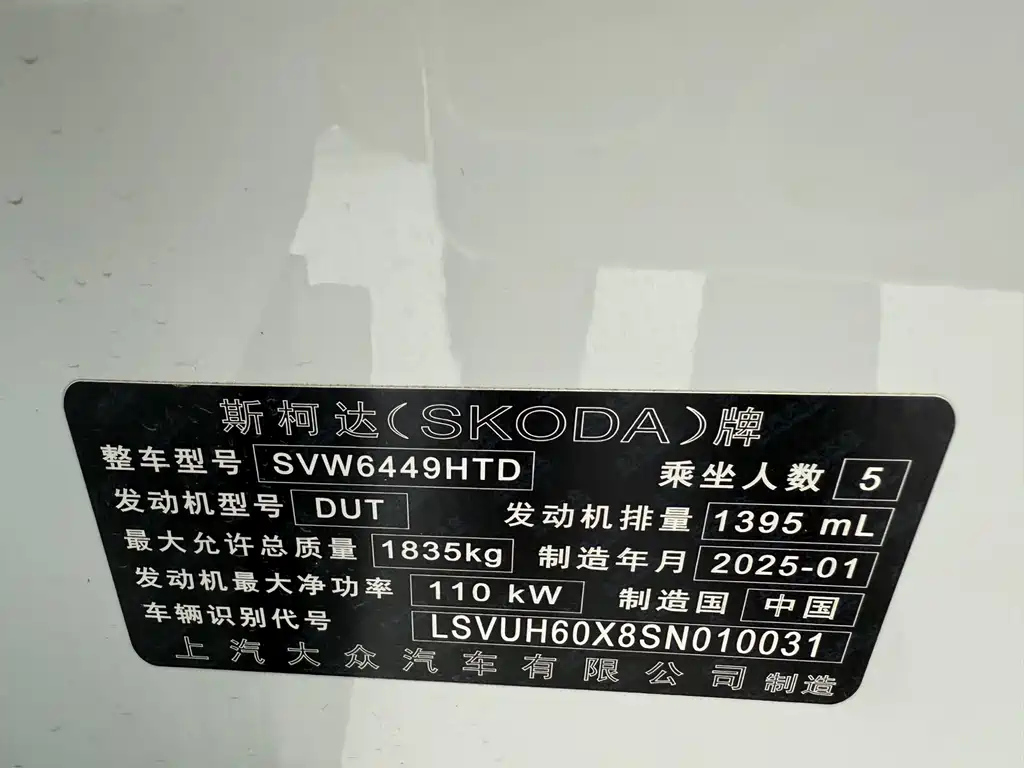 斯柯达(SKODA)牌
整车型号 SVW6449HTD 乘坐人数 5
发动机型号 DUT 发动机排量 1395 mL
最大允许总质量 1835kg 制造年月 2025-01
发动机最大净功率 110 kW 制造国 中国
车辆识别代号 LSVUH60X8SN010031
上汽大众汽车有限公司 制造